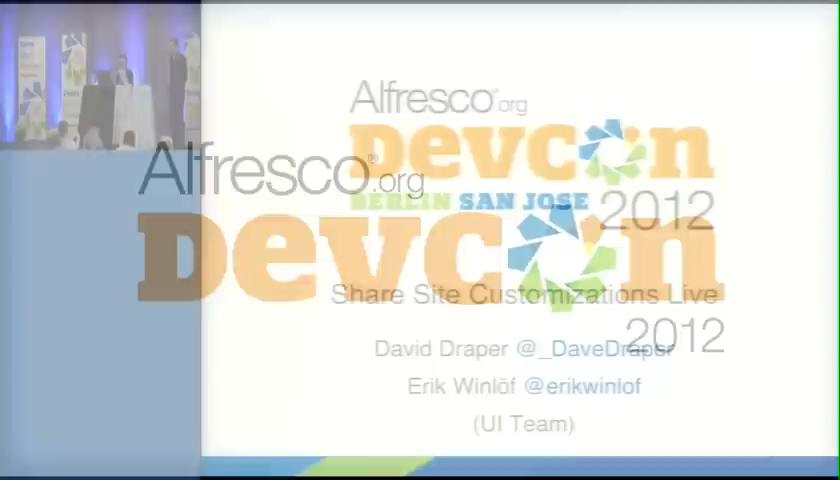 Alfresco.org
Devcon
BERLIN SAN JOSE
2012
Alfresco®.org
Devcon
2012
Share Site Customizations Live
David Draper @_DaveDraper
Erik Winlöf @erikwinlof
(UI Team)